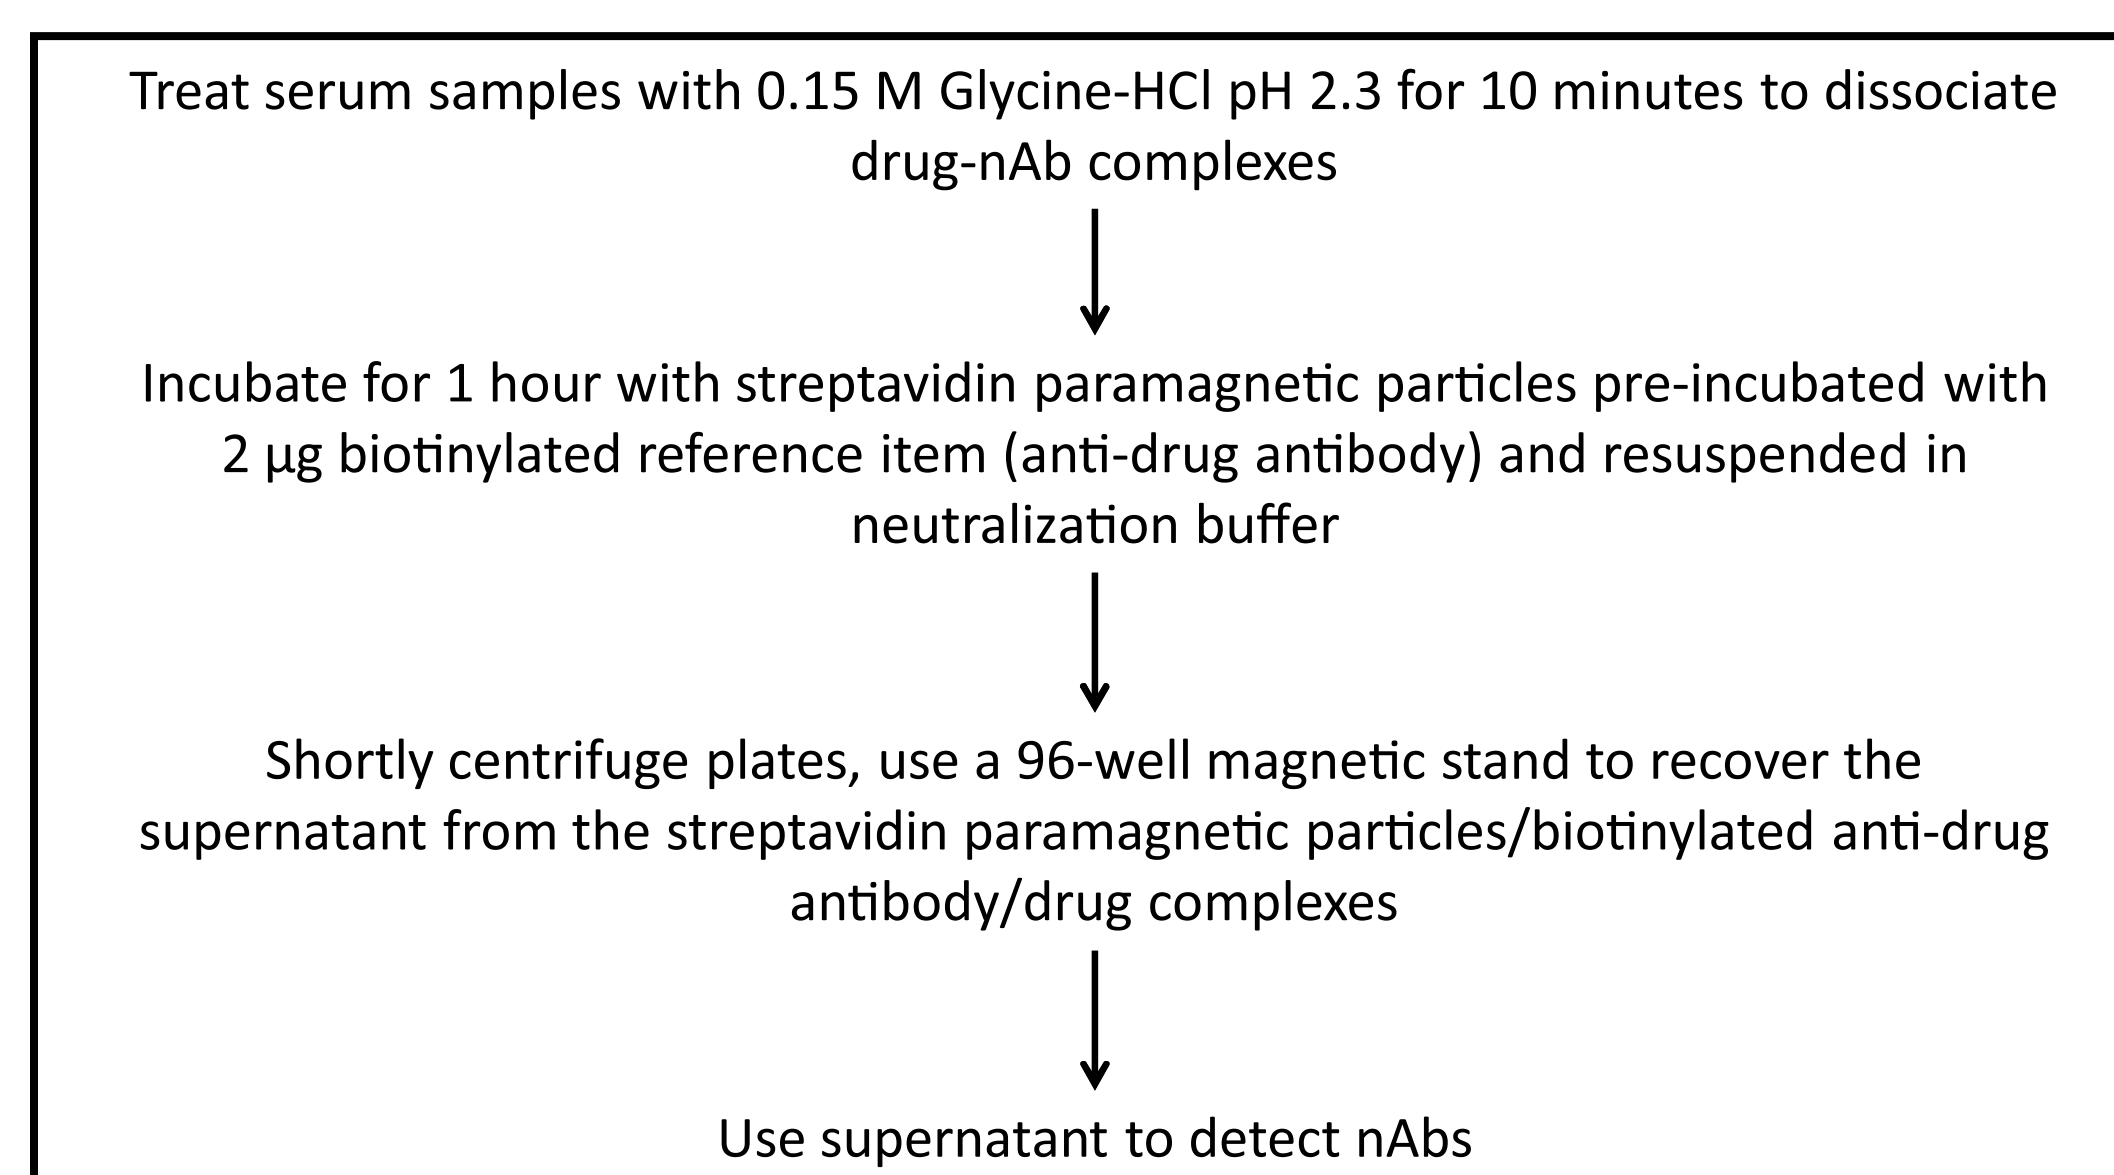 Treat serum samples with 0.15 M Glycine-HCl pH 2.3 for 10 minutes to dissociate
drug-nAb complexes
Incubate for 1 hour with streptavidin paramagnetic particles pre-incubated with
2 µg biotinylated reference item (anti-drug antibody) and resuspended in
neutralization buffer
Shortly centrifuge plates, use a 96-well magnetic stand to recover the
supernatant from the streptavidin paramagnetic particles/biotinylated anti-drug
antibody/drug complexes
Use supernatant to detect nAbs